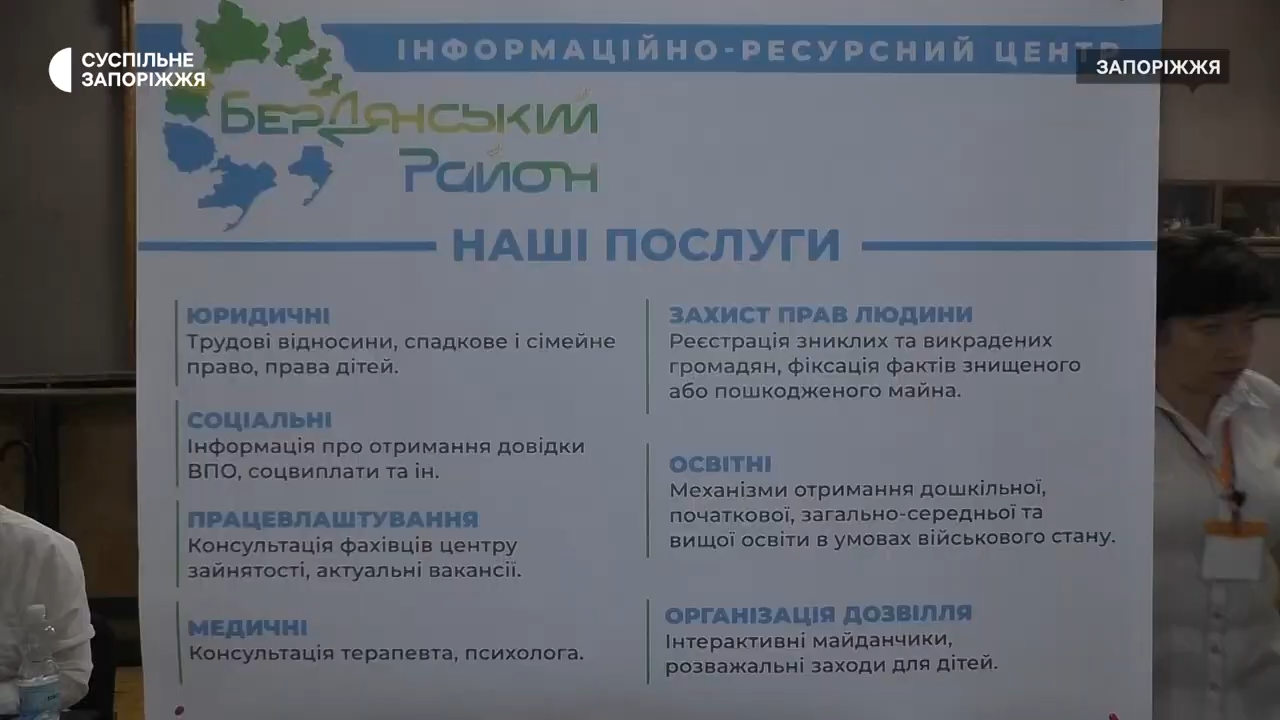 СУСПІЛЬНЕ
ЗАПОРІЖЖЯ
ІНФОРМАЦІЙНО-РЕСУРСНИЙ ЦЕНТР
ЗАПОРІЖЖЯ
БЕРДЯНСЬКИЙ
РАЙОН
НАШІ ПОСЛУГИ
ЮРИДИЧНІ
Трудові відносини, спадкове і сімейне
право, права дітей.
СОЦІАЛЬНІ
Інформація про отримання довідки
ВПО, соцвиплати та ін.
ПРАЦЕВЛАШТУВАННЯ
Консультація фахівців центру
зайнятості, актуальні вакансії.
МЕДИЧНІ
Консультація терапевта, психолога.
ЗАХИСТ ПРАВ ЛЮДИНИ
Реєстрація зниклих та викрадених
громадян, фіксація фактів знищеного
або пошкодженого майна.
ОСВІТНІ
Механізми отримання дошкільної,
початкової, загально-середньої та
вищої освіти в умовах військового стану.
ОРГАНІЗАЦІЯ ДОЗВІЛЛЯ
Інтерактивні майданчики,
розважальні заходи для дітей.